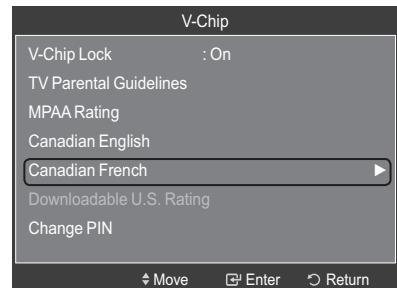 V-Chip
V-Chip Lock : On
TV Parental Guidelines
MPAA Rating
Canadian English
Canadian French
Downloadable U.S. Rating
Change PIN
Move Enter Return